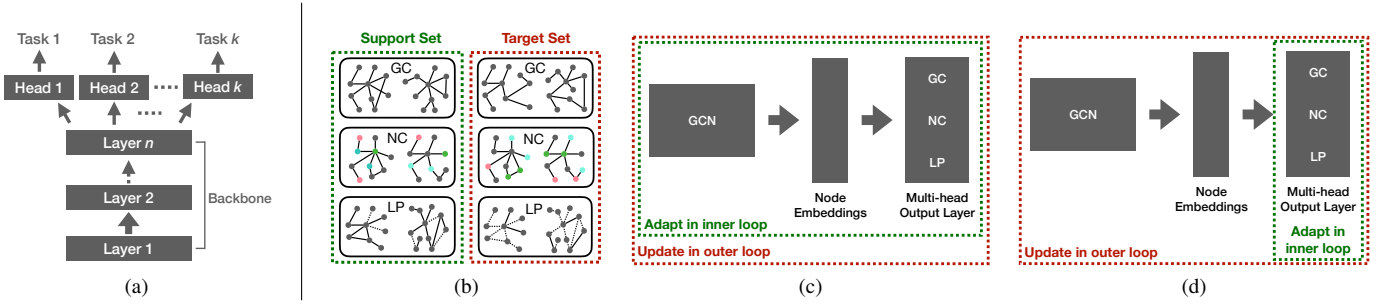 Task 1 Task 2 Task k
Head 1 Head 2 Head k
Layer n
Layer 2
Backbone
Layer 1
(a)
Support Set Target Set
GC GC
NC NC
LP LP
(b)
GCN
GC
NC
LP
Node
Embeddings
Multi-head
Output Layer
Adapt in inner loop
Update in outer loop
(c)
GCN
GC
NC
LP
Node
Embeddings
Multi-head
Output Layer
Adapt in
inner loop
Update in outer loop
(d)